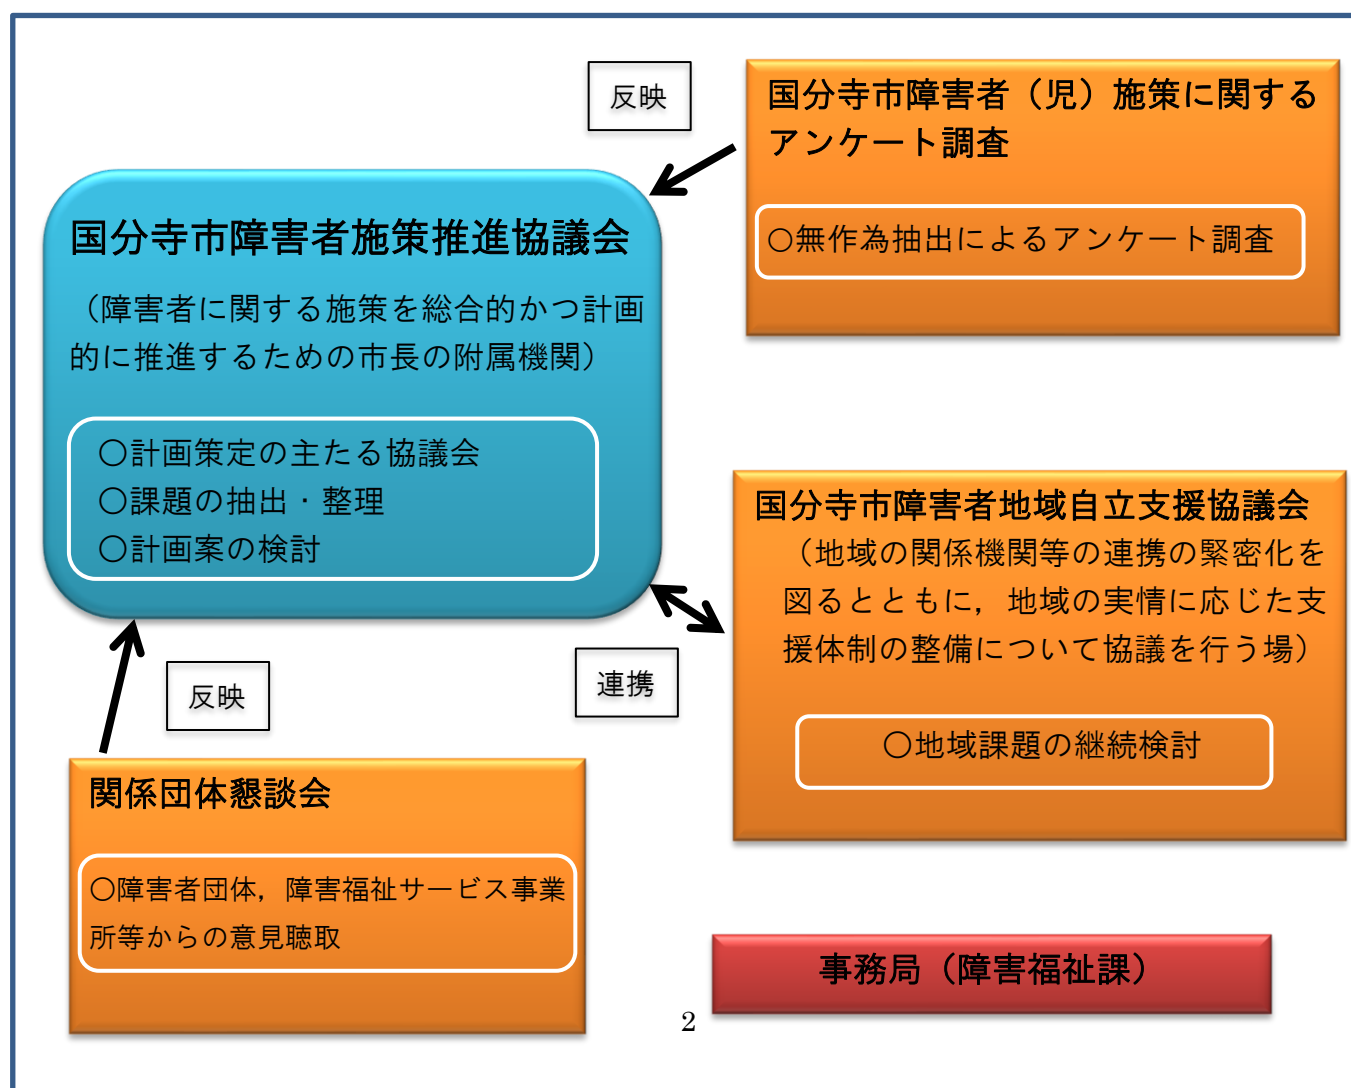 反映
国分寺市障害者（児）施策に関する
アンケート調査
○無作為抽出によるアンケート調査
国分寺市障害者施策推進協議会
（障害者に関する施策を総合的かつ計画
的に推進するための市長の附属機関）
○計画策定の主たる協議会
○課題の抽出・整理
○計画案の検討
国分寺市障害者地域自立支援協議会
（地域の関係機関等の連携の緊密化を
図るとともに，地域の実情に応じた支
援体制の整備について協議を行う場）
○地域課題の継続検討
連携
反映
関係団体懇談会
○障害者団体，障害福祉サービス事業
所等からの意見聴取
事務局（障害福祉課）
2